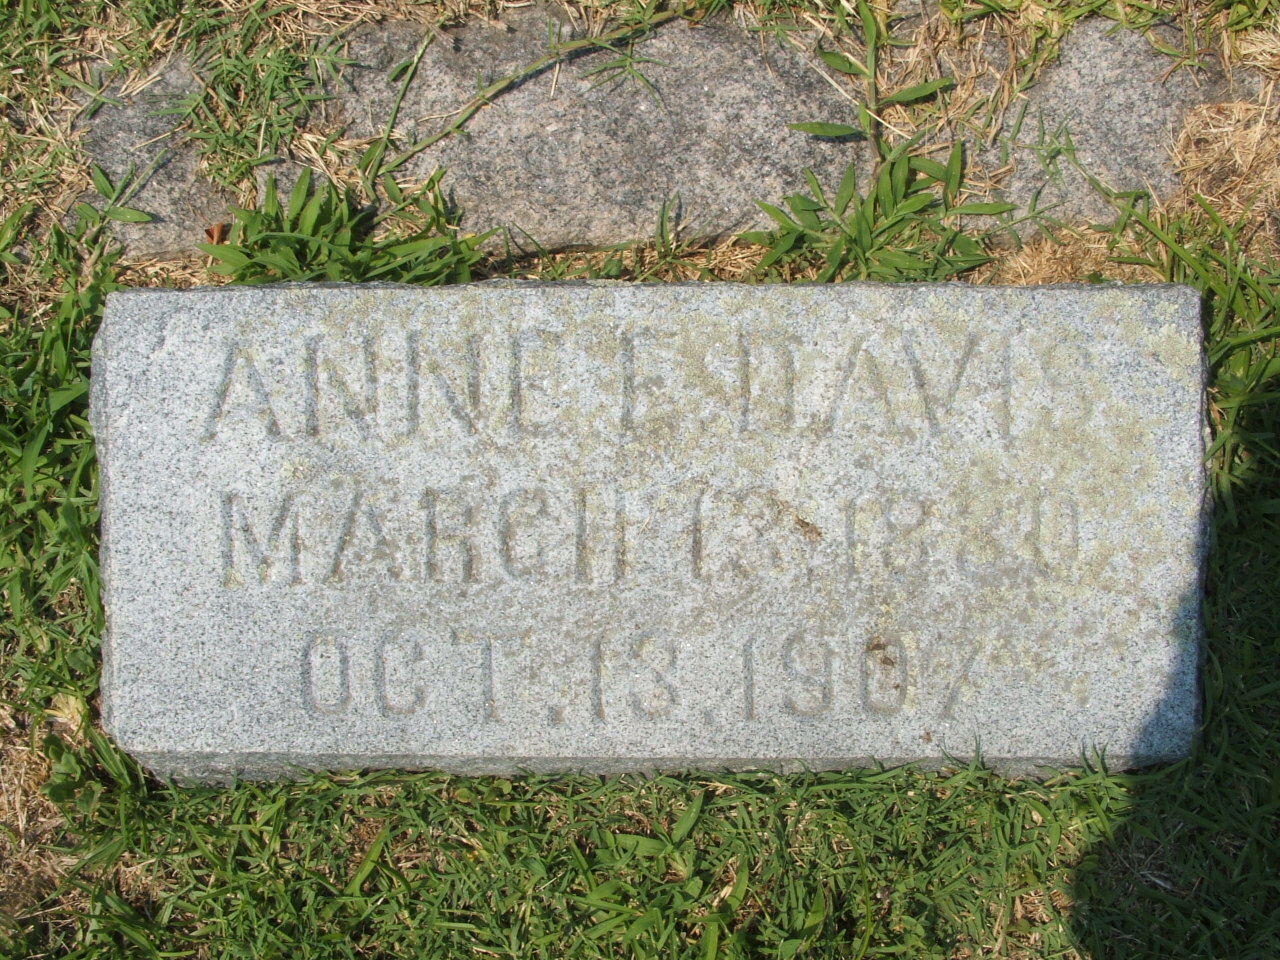 ANNE F. DAVIS
MARCH 13, 1880
OCT. 13, 1907